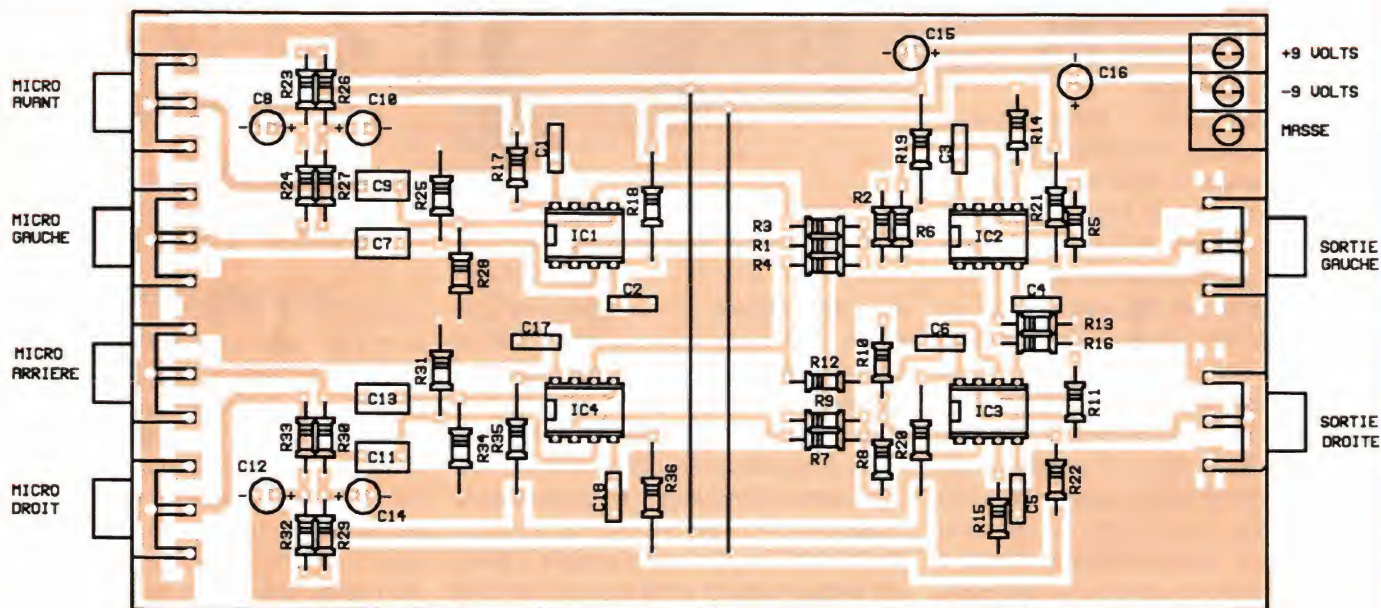 MICRO
AVANT
MICRO
GAUCHE
MICRO
ARRIERE
MICRO
DROIT
R23
R26
C8
C10
R24
R27
C9
C7
R25
R28
R17
C1
R18
IC1
C2
C17
R31
C13
C11
R33
R30
R34
R35
IC4
C12
C14
R32
R29
C18
R36
C15
C16
R19
C3
R14
R2
R6
R3
R1
R4
IC2
R21
R5
C4
R13
R16
C6
R10
R12
R9
R7
R8
R20
IC3
R11
R15
C5
R22
+9 VOLTS
-9 VOLTS
MASSE
SORTIE
GAUCHE
SORTIE
DROITE